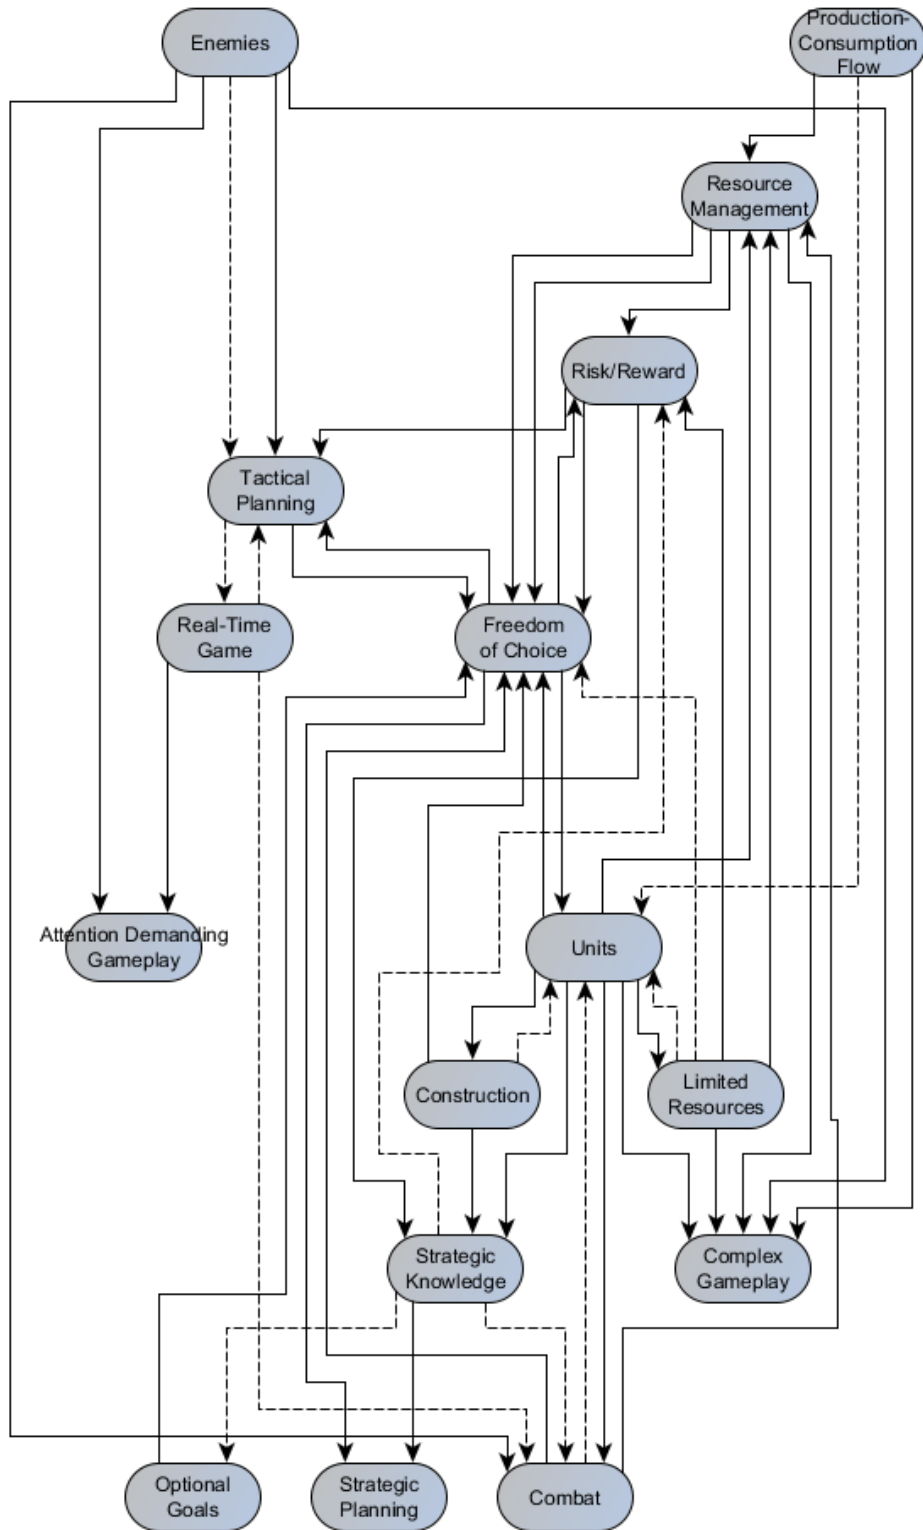 Enemies
Production-
Consumption
Flow
Resource
Management
Risk/Reward
Tactical
Planning
Real-Time
Game
Freedom
of Choice
Attention Demanding
Gameplay
Units
Construction
Limited
Resources
Strategic
Knowledge
Complex
Gameplay
Optional
Goals
Strategic
Planning
Combat